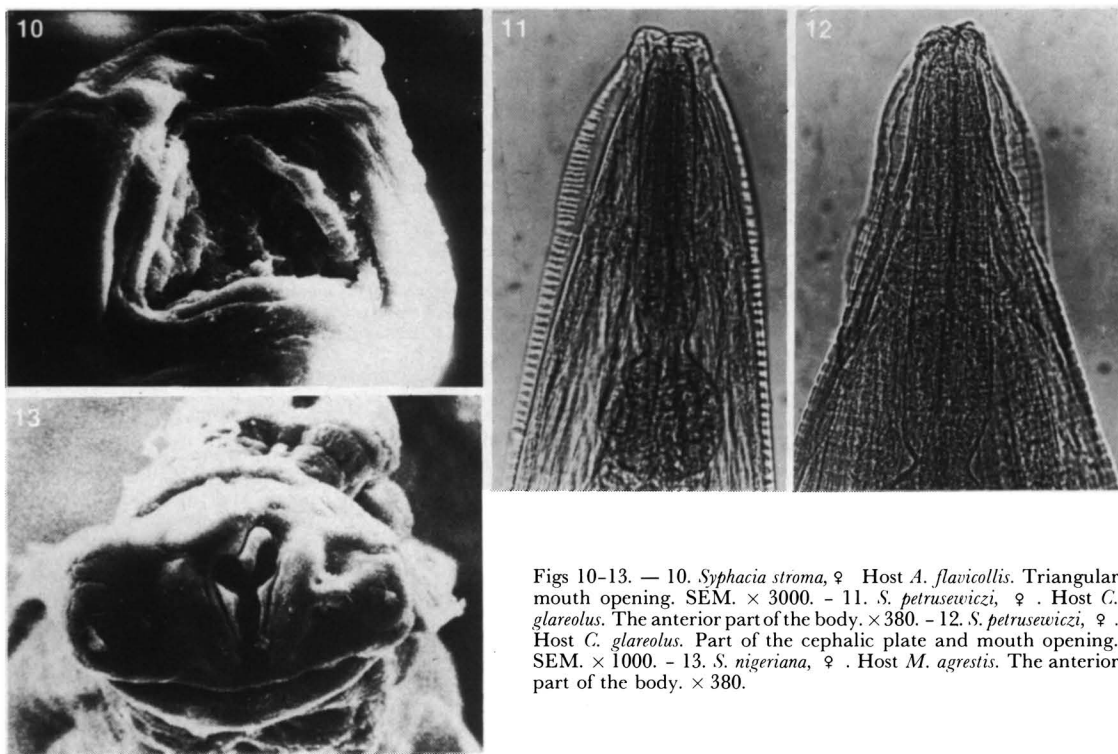 10
11
12
13
Figs 10-13. — 10. Syphacia stroma, ♀ Host A. flavicollis. Triangular
mouth opening. SEM. × 3000. - 11. S. petrusewiczi, ♀ . Host C.
glareolus. The anterior part of the body. × 380. - 12. S. petrusewiczi, ♀ .
Host C. glareolus. Part of the cephalic plate and mouth opening.
SEM. × 1000. - 13. S. nigeriana, ♀ . Host M. agrestis. The anterior
part of the body. × 380.